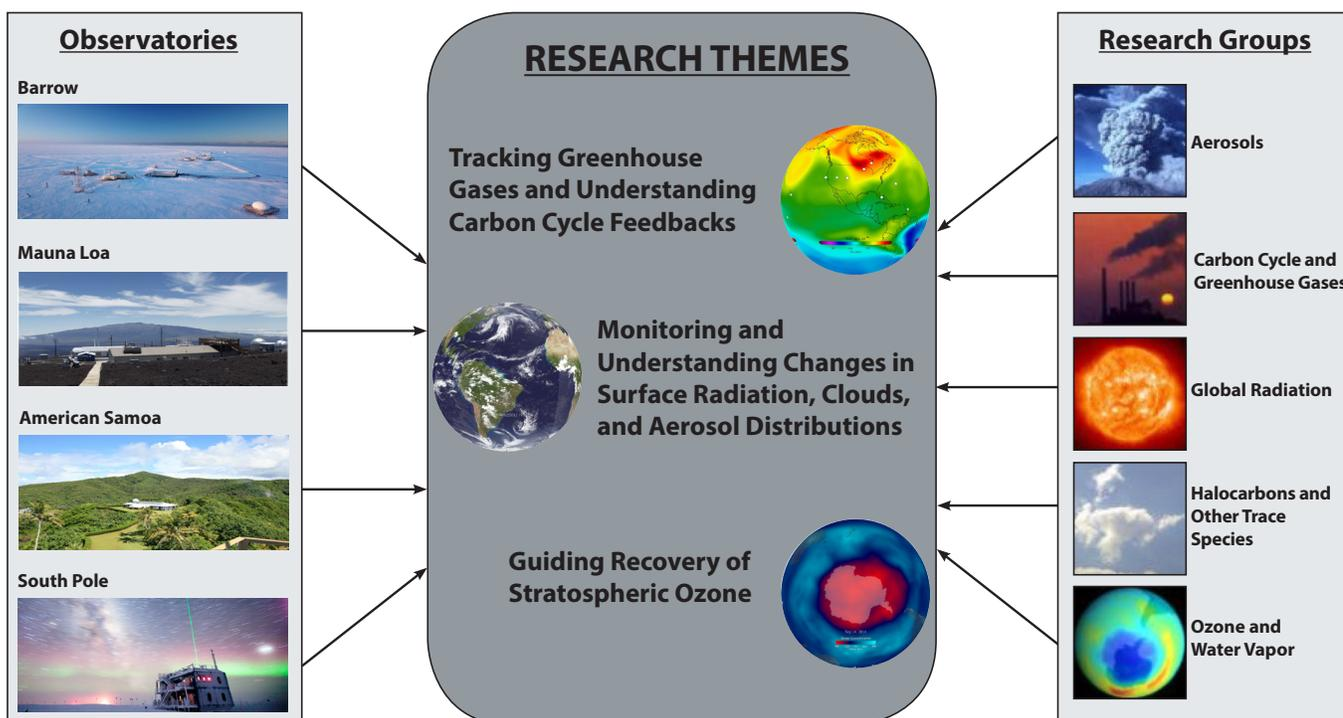 Observatories
Barrow
Mauna Loa
American Samoa
South Pole
RESEARCH THEMES
Tracking Greenhouse
Gases and Understanding
Carbon Cycle Feedbacks
Monitoring and
Understanding Changes in
Surface Radiation, Clouds,
and Aerosol Distributions
Guiding Recovery of
Stratospheric Ozone
Research Groups
Aerosols
Carbon Cycle and
Greenhouse Gases
Global Radiation
Halocarbons and
Other Trace
Species
Ozone and
Water Vapor